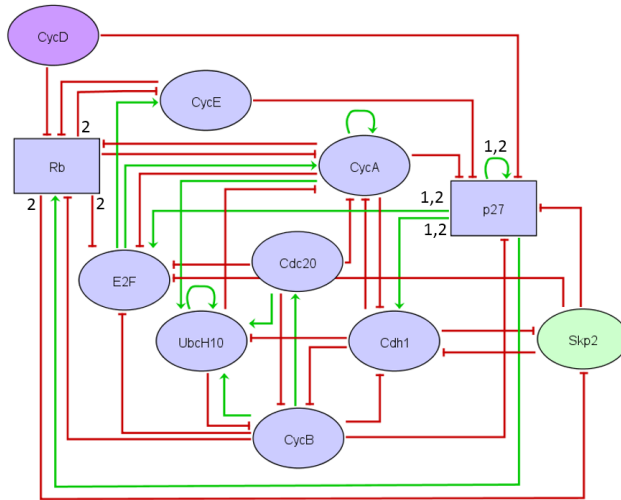 CycD
CycE
2
Rb
CycA
1,2
2
2
1,2
p27
1,2
E2F
Cdc20
UbcH10
Cdh1
Skp2
CycB